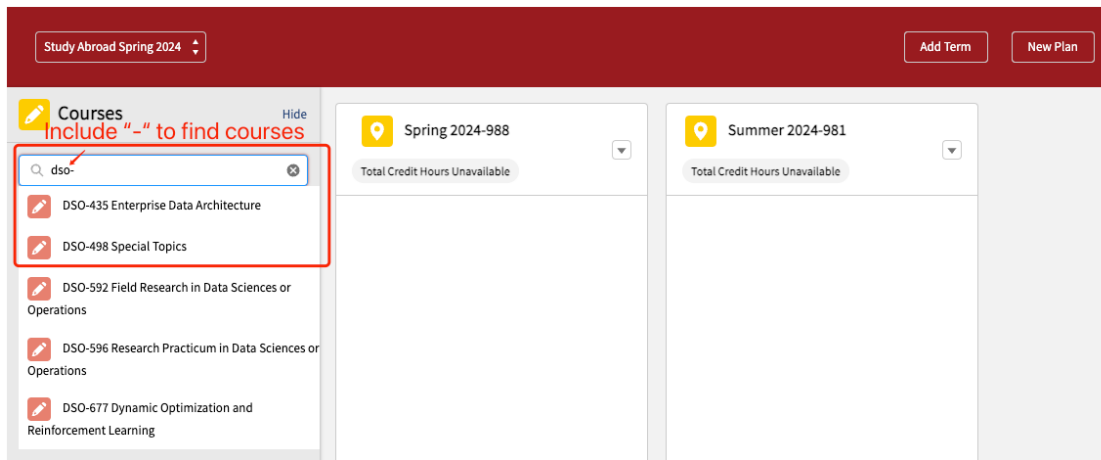 Study Abroad Spring 2024
Add Term
New Plan
Courses
Hide
Include “-“ to find courses
dso-
DSO-435 Enterprise Data Architecture
DSO-498 Special Topics
DSO-592 Field Research in Data Sciences or
Operations
DSO-596 Research Practicum in Data Sciences or
Operations
DSO-677 Dynamic Optimization and
Reinforcement Learning
Spring 2024-988
Total Credit Hours Unavailable
Summer 2024-981
Total Credit Hours Unavailable